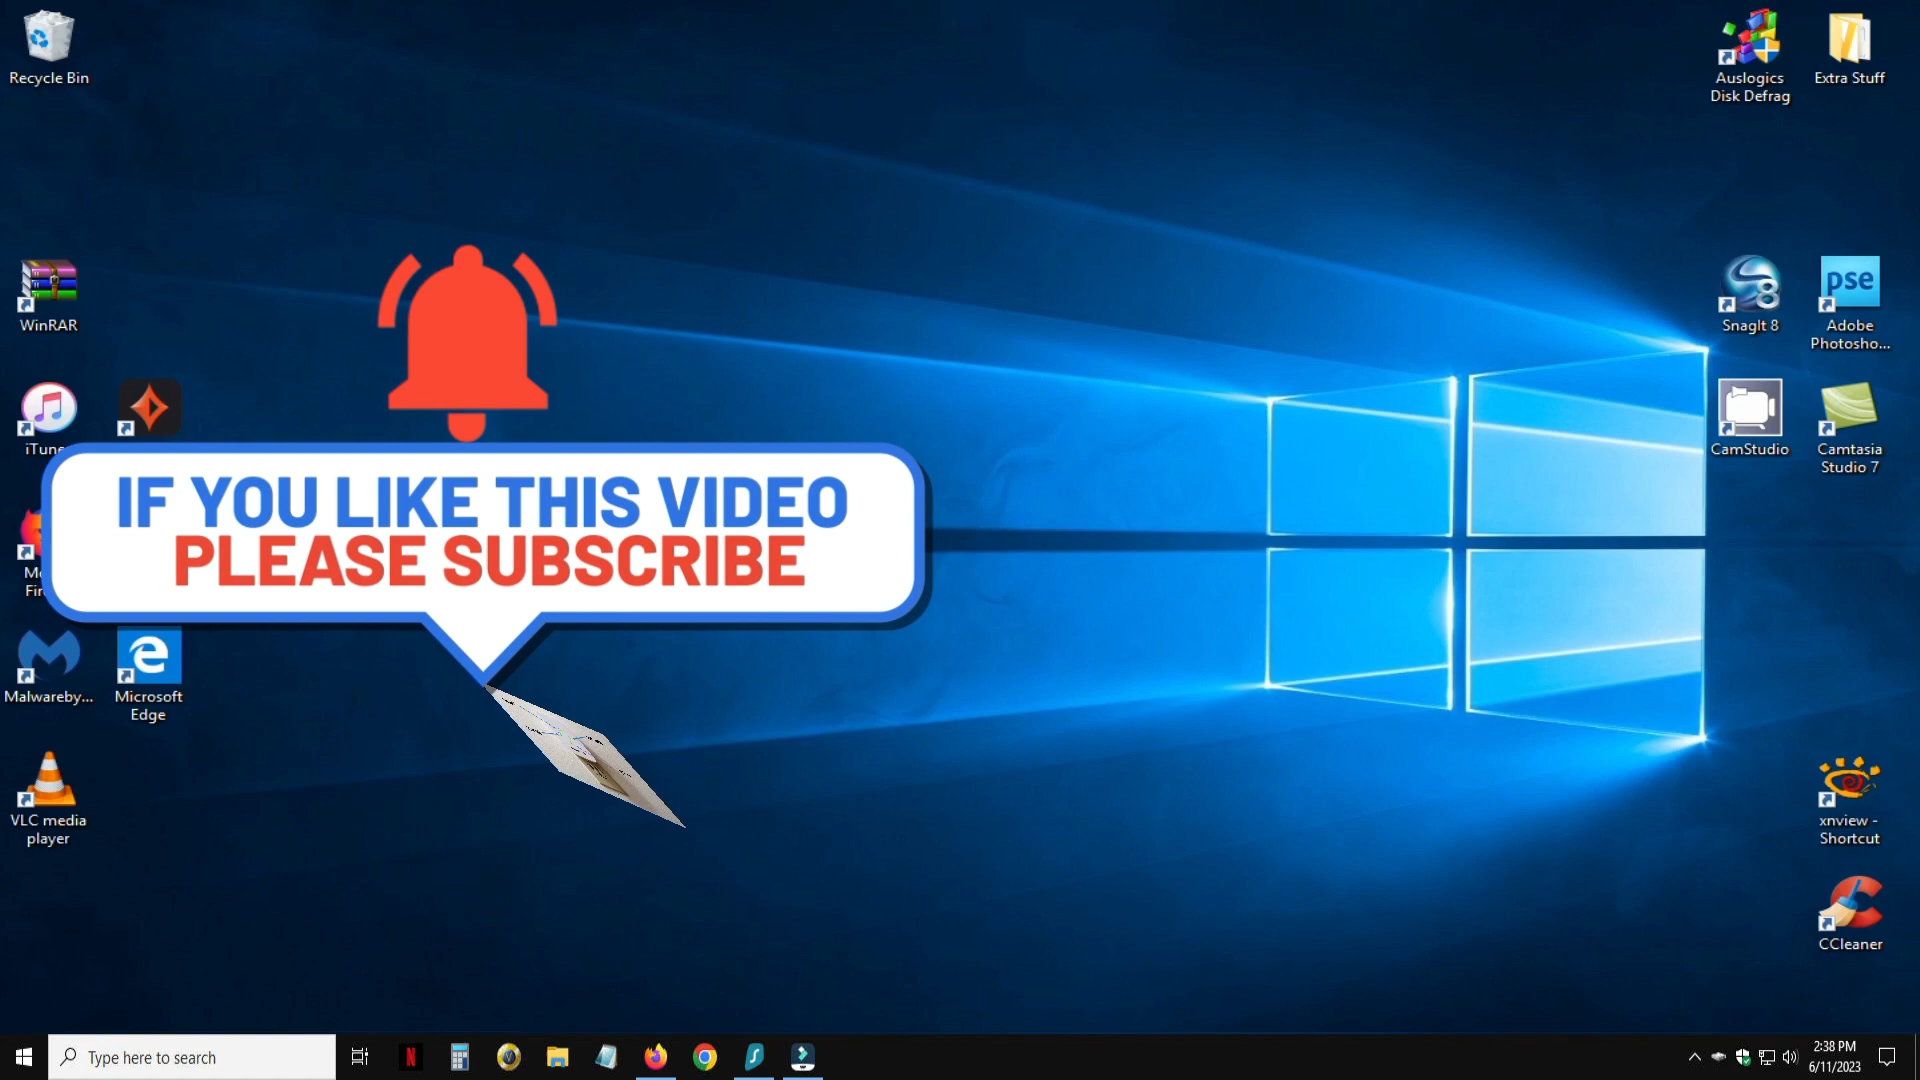 Recycle Bin
Auslogics
Disk Defrag
Extra Stuff
WinRAR
SnagIt 8
pse
Adobe
Photosho...
CamStudio
Camtasia
Studio 7
IF YOU LIKE THIS VIDEO
PLEASE SUBSCRIBE
Malwareby...
Microsoft
Edge
VLC media
player
xnview -
Shortcut
CCleaner
Type here to search
2:38 PM
6/11/2023